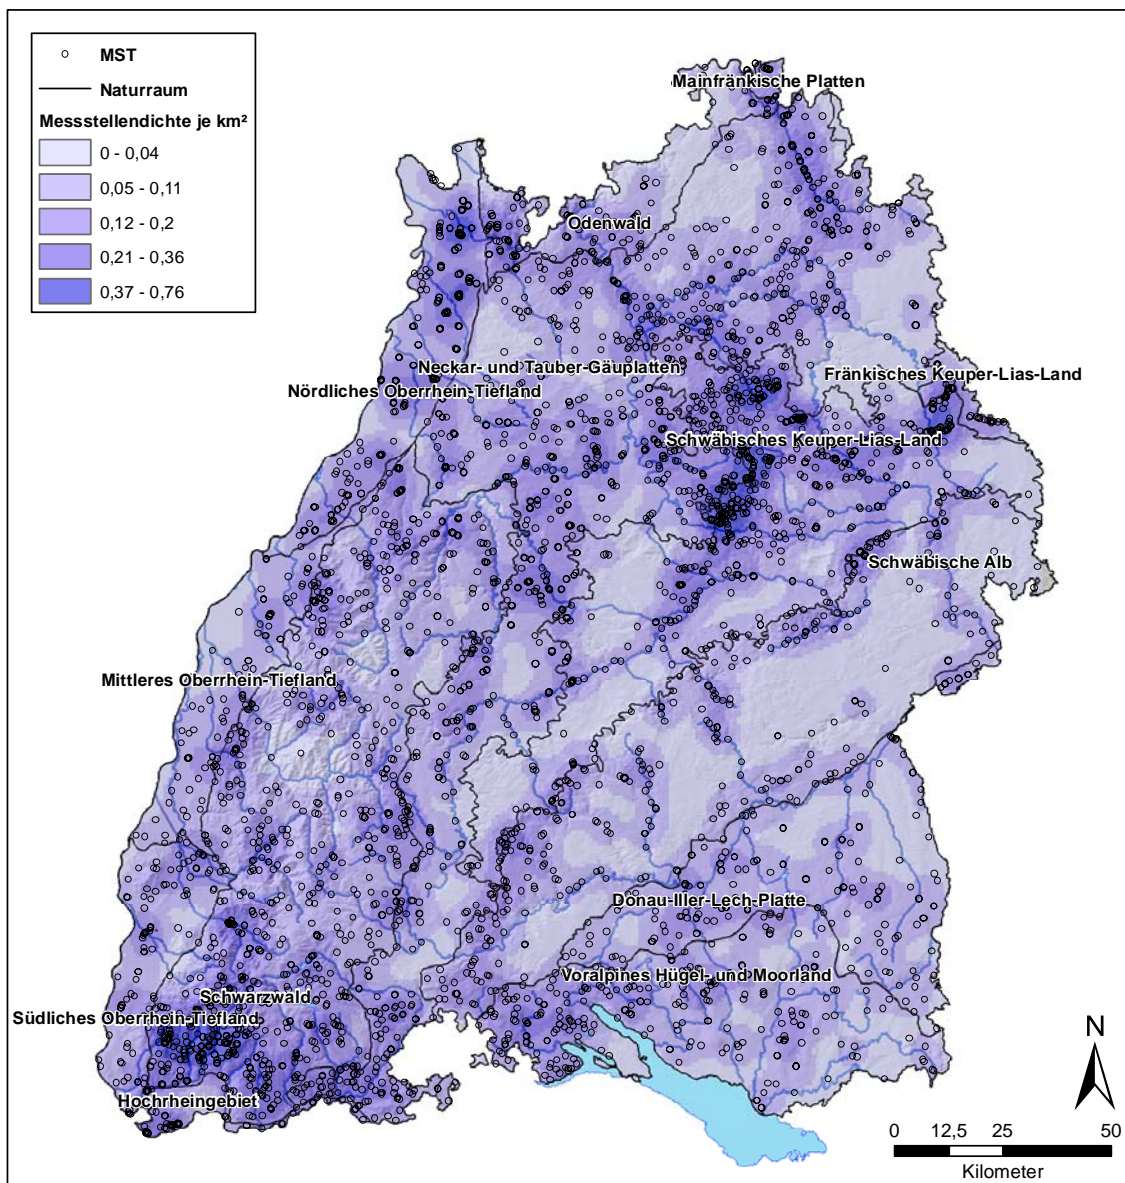 MST
Naturraum
Messstellendichte je km²
0 - 0,04
0,05 - 0,11
0,12 - 0,2
0,21 - 0,36
0,37 - 0,76
Mainfränkische Platten
Odenwald
Neckar- und Tauber-Gäuplatten
Fränkisches Keuper-Lias-Land
Nördliches Oberrhein-Tiefland
Schwäbisches Keuper-Lias-Land
Schwäbische Alb
Mittleres Oberrhein-Tiefland
Donau-Iller-Lech-Platte
Voralpines Hügel- und Moorland
Schwarzwald
Südliches Oberrhein-Tiefland
Hochrheingebiet
N
0 12,5 25 50
Kilometer